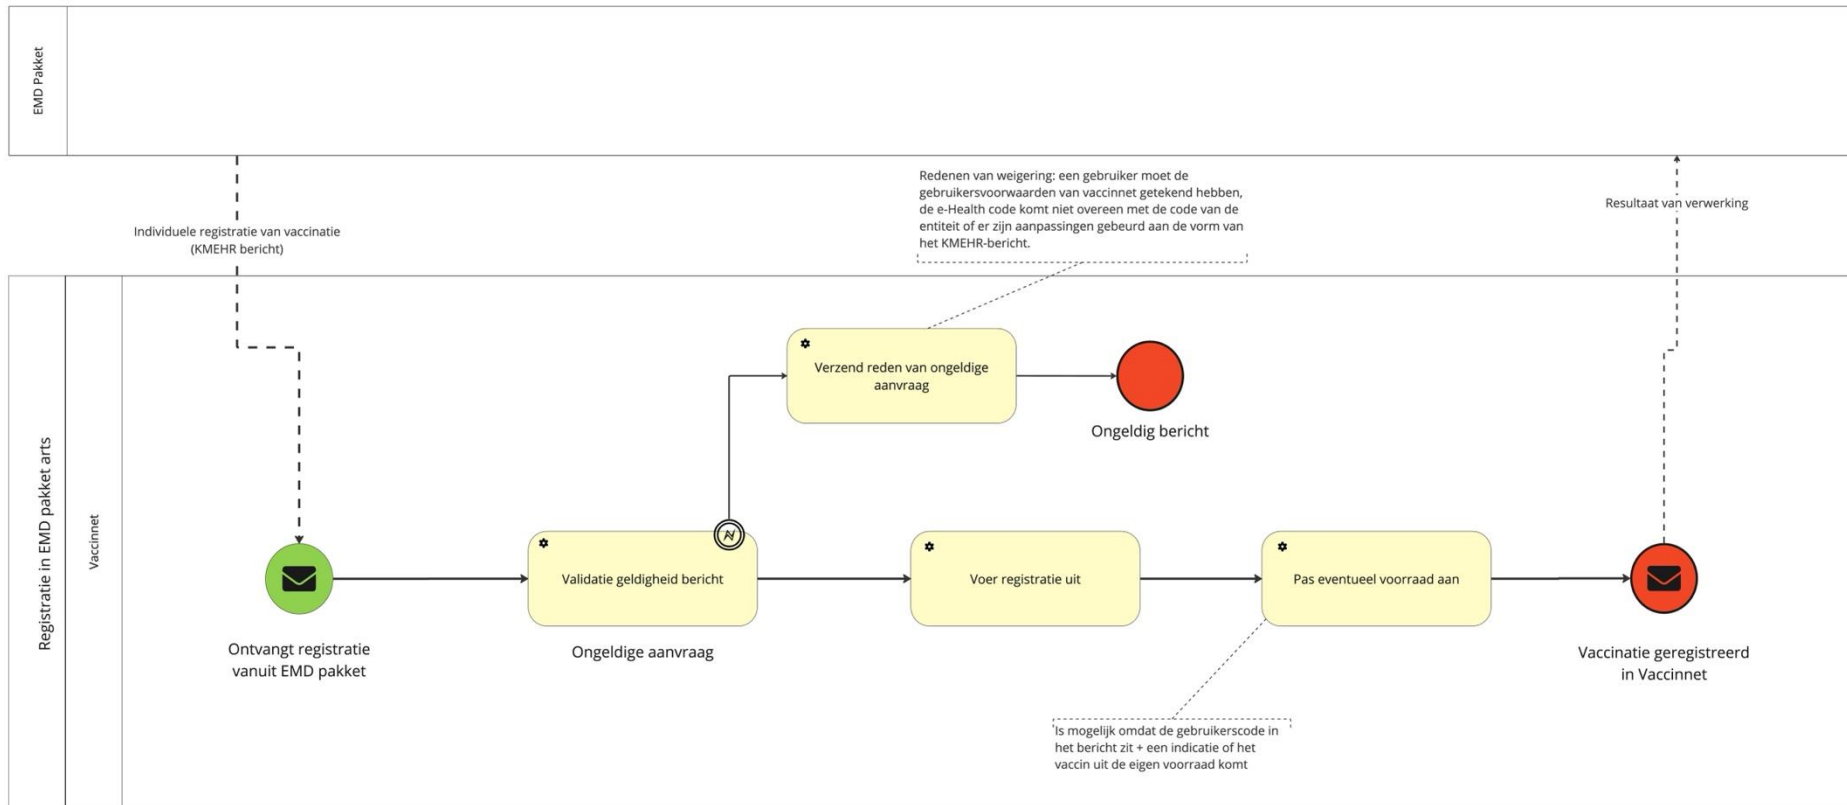 EMD Pakket
Redenen van weigering: een gebruiker moet de
gebruikersvoorwaarden van vaccinnet getekend hebben,
de e-Health code komt niet overeen met de code van de
entiteit of er zijn aanpassingen gebeurd aan de vorm van
het KMEHR-bericht.
Individuele registratie van vaccinatie
(KMEHR bericht)
Resultaat van verwerking
Registratie in EMD pakket arts
Vaccinnet
Verzend reden van ongeldige
aanvraag
Ongeldig bericht
Validatie geldigheid bericht
Voer registratie uit
Pas eventueel voorraad aan
Ontvangt registratie
vanuit EMD pakket
Ongeldige aanvraag
Vaccinatie geregistreerd
in Vaccinnet
Is mogelijk omdat de gebruikerscode in
het bericht zit + een indicatie of het
vaccin uit de eigen voorraad komt